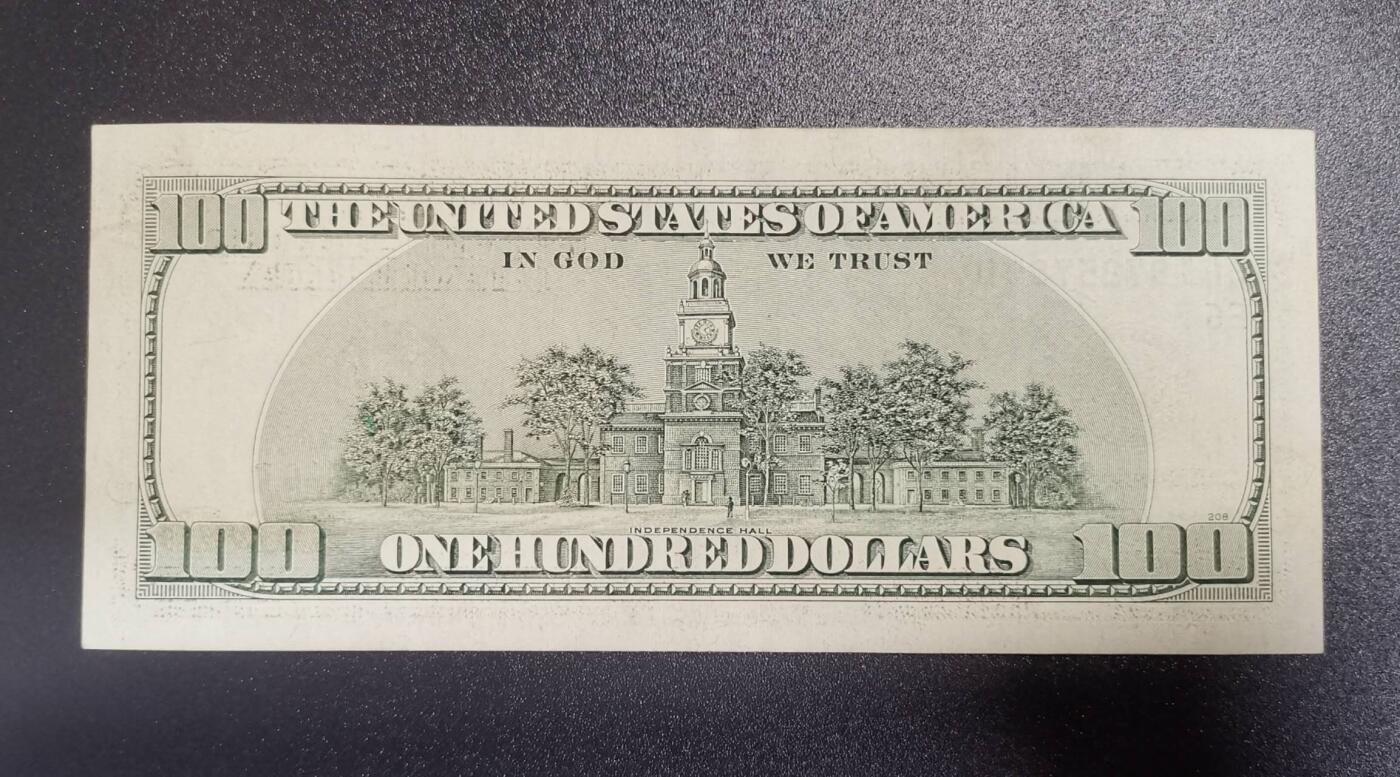 100 THE UNITED STATES OF AMERICA 100
IN GOD WE TRUST
208
INDEPENDENCE HALL
100 ONE HUNDRED DOLLARS 100